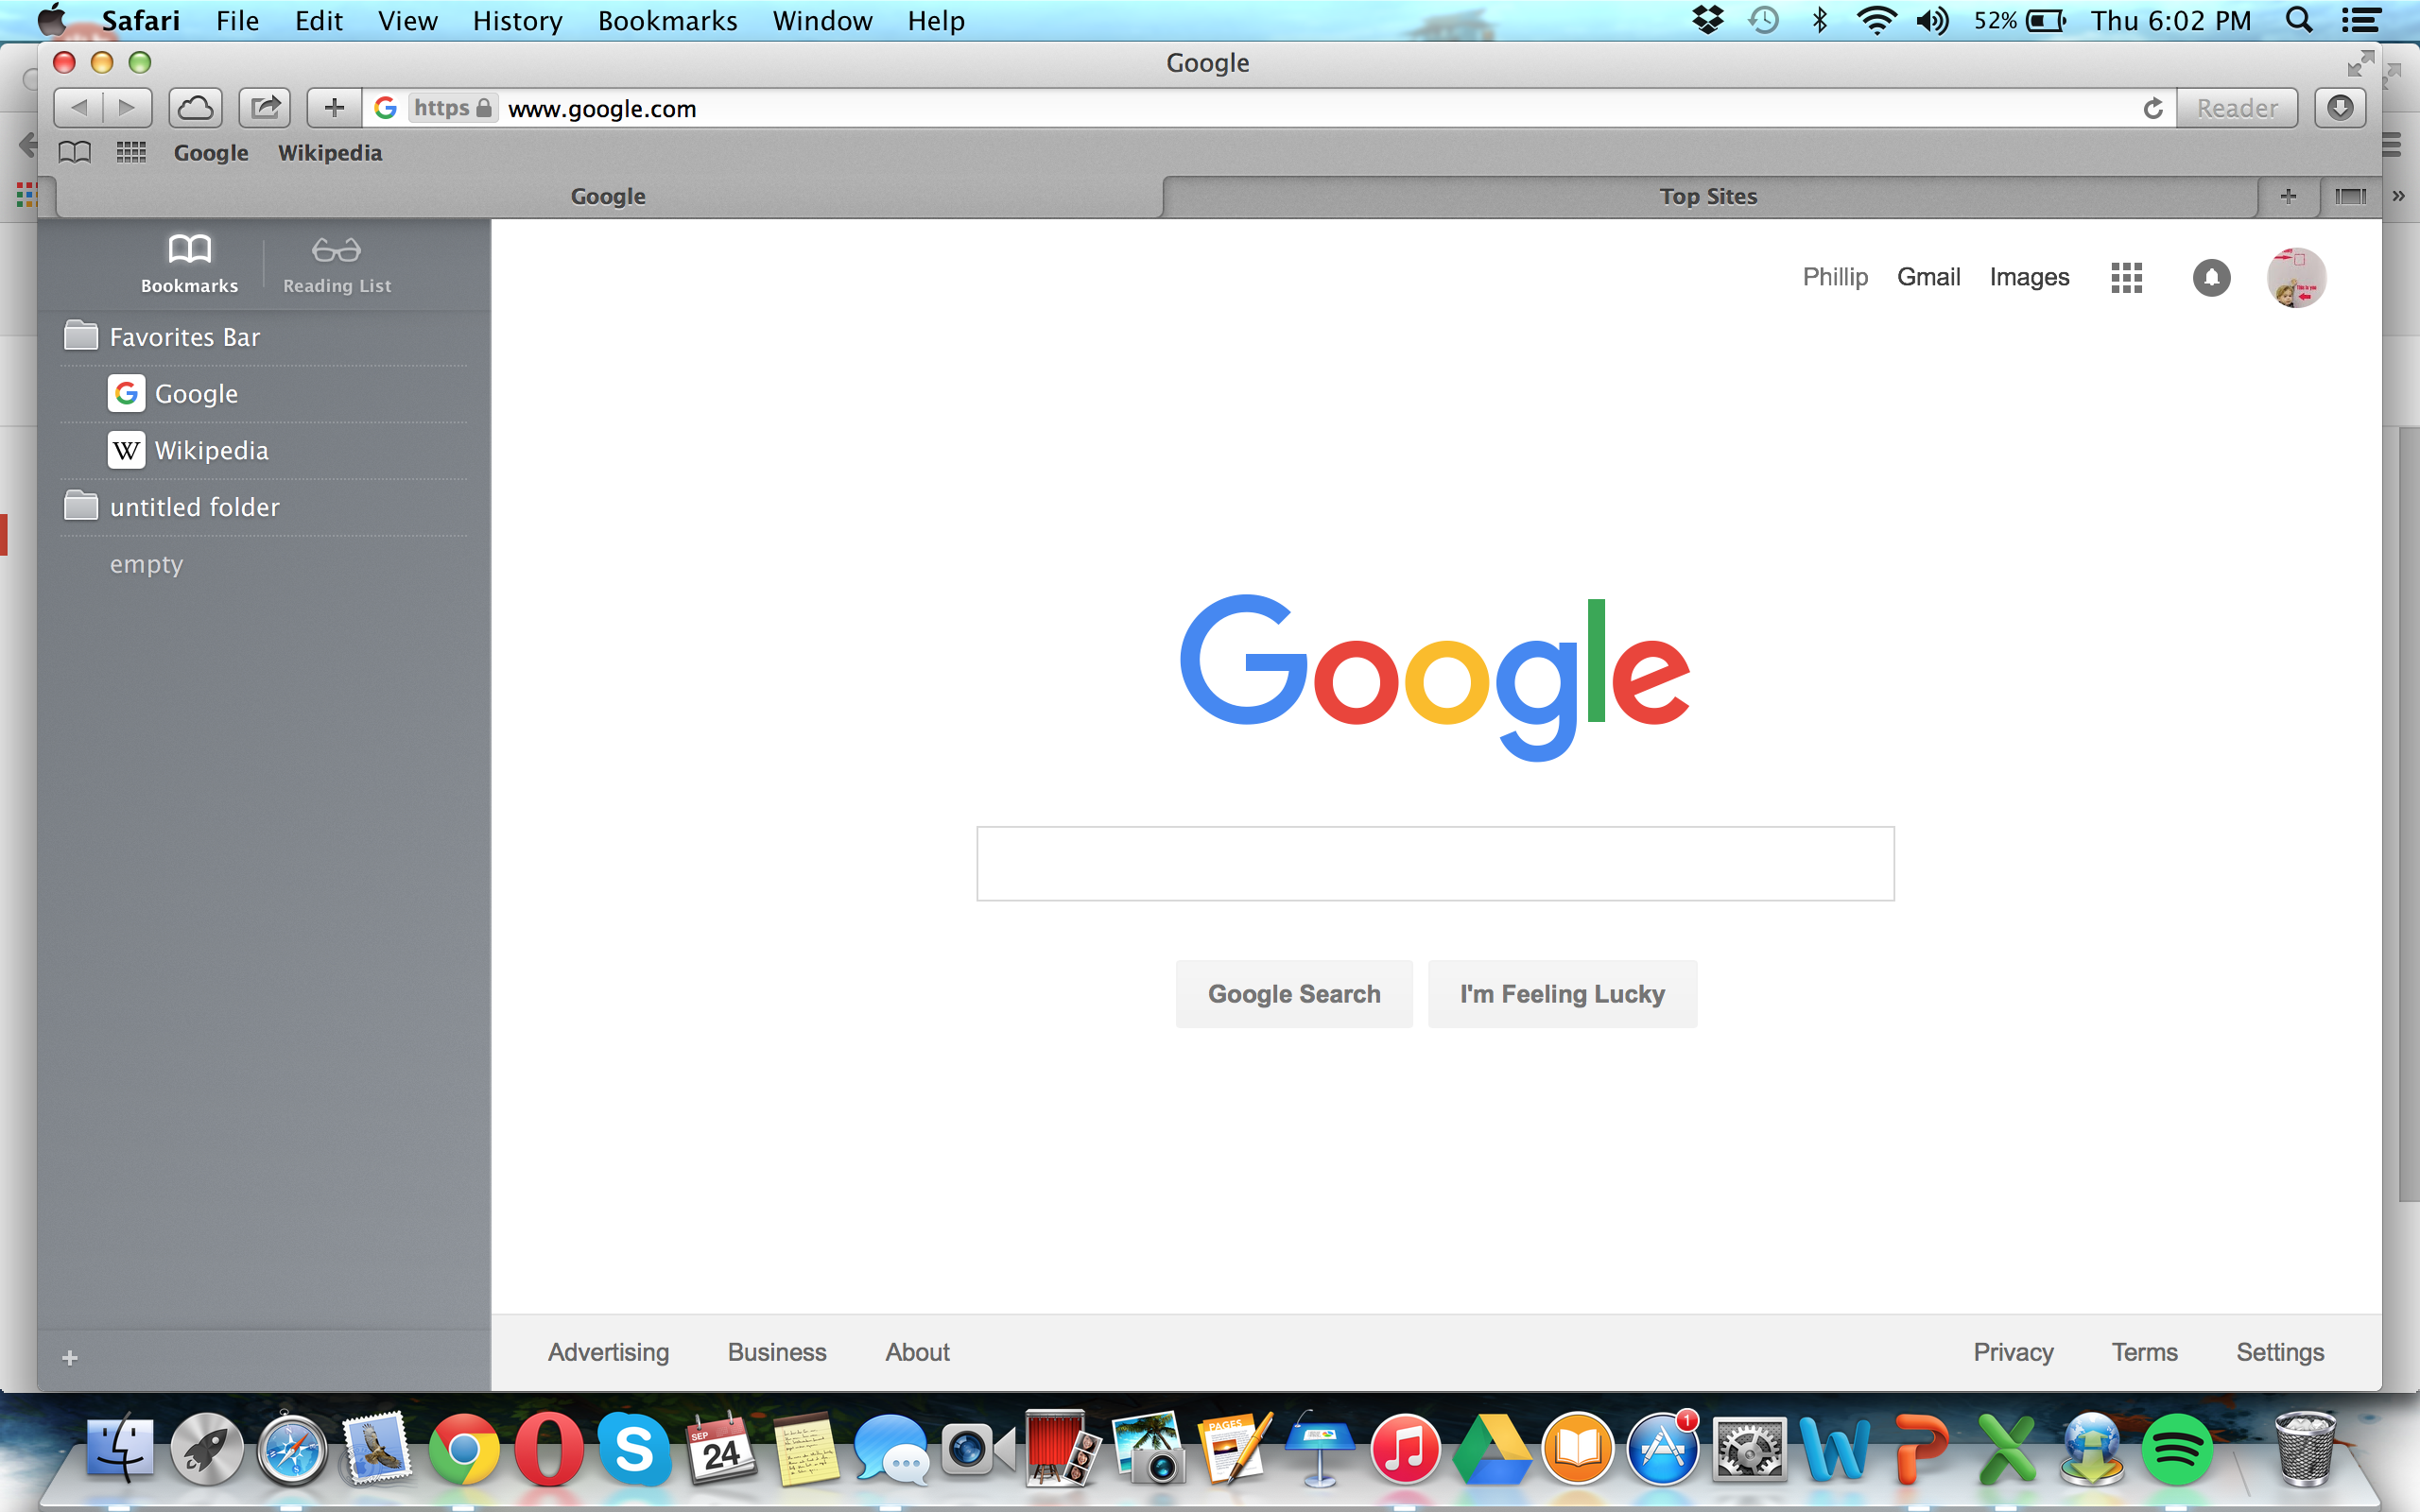 Safari File Edit View History Bookmarks Window Help 52% Thu 6:02 PM
Google
https www.google.com Reader
Google Wikipedia
Google Top Sites
Bookmarks Reading List
Phillip Gmail Images
Favorites Bar
Google
Wikipedia
untitled folder
empty
Google
Google Search I'm Feeling Lucky
Advertising Business About Privacy Terms Settings
SEP
24
PAGES
1